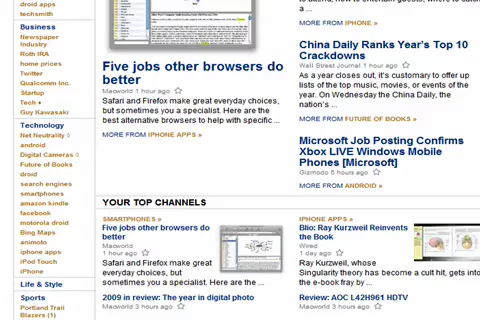 droid apps
techsmith
Business
Newspaper
Industry
Roth IRA
home prices
Twitter
Qualcomm Inc.
Startup
Tech
Guy Kawasaki
Technology
Net Neutrality
android
Digital Cameras
Future of Books
droid
search engines
smartphones
amazon kindle
facebook
motorola droid
Bing Maps
animoto
iphone apps
iPod Touch
iPhone
Life & Style
Sports
Portland Trail
Blazers (1)
Five jobs other browsers do
better
Macworld 1 hour ago
Safari and Firefox make great everyday choices,
but sometimes you a specialist. Here are the
best alternative browsers to help with specific ...
MORE FROM IPHONE APPS »
a ...
MORE FROM IPHONE »
China Daily Ranks Year's Top 10
Crackdowns
Wall Street Journal 1 hour ago
As a year closes out, it's customary to offer up
lists of the top music, movies, or events of the
year. On Wednesday the China Daily, the
nation's ...
MORE FROM FUTURE OF BOOKS »
Microsoft Job Posting Confirms
Xbox LIVE Windows Mobile
Phones [Microsoft]
Gizmodo 5 hours ago
MORE FROM ANDROID »
YOUR TOP CHANNELS
SMARTPHONES »
Five jobs other browsers do
better
Macworld
1 hour ago
Safari and Firefox make great
everyday choices, but
sometimes you a specialist. Here are the ...
2009 in review: The year in digital photo
Macworld 3 hours ago
IPHONE APPS »
Blio: Ray Kurzweil Reinvents
the Book
Wired
1 day ago
Ray Kurzweil, whose
Singularity theory has become a cult hit, gets into
the e-book fray by ...
Review: AOC L42H961 HDTV
Macworld 3 hours ago